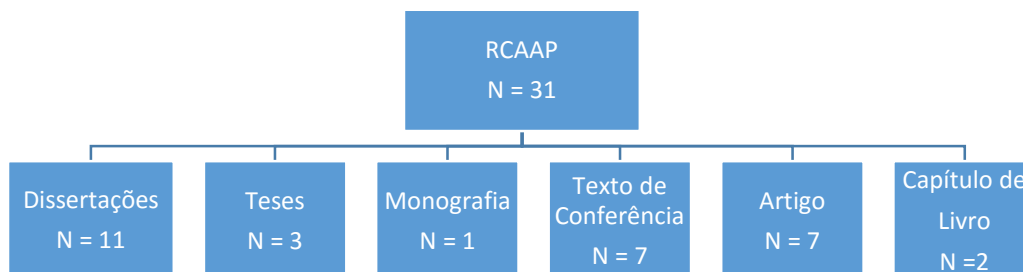 RCAAP
N = 31
Dissertações
N = 11
Teses
N = 3
Monografia
N = 1
Texto de
Conferência
N = 7
Artigo
N = 7
Capítulo de
Livro
N =2